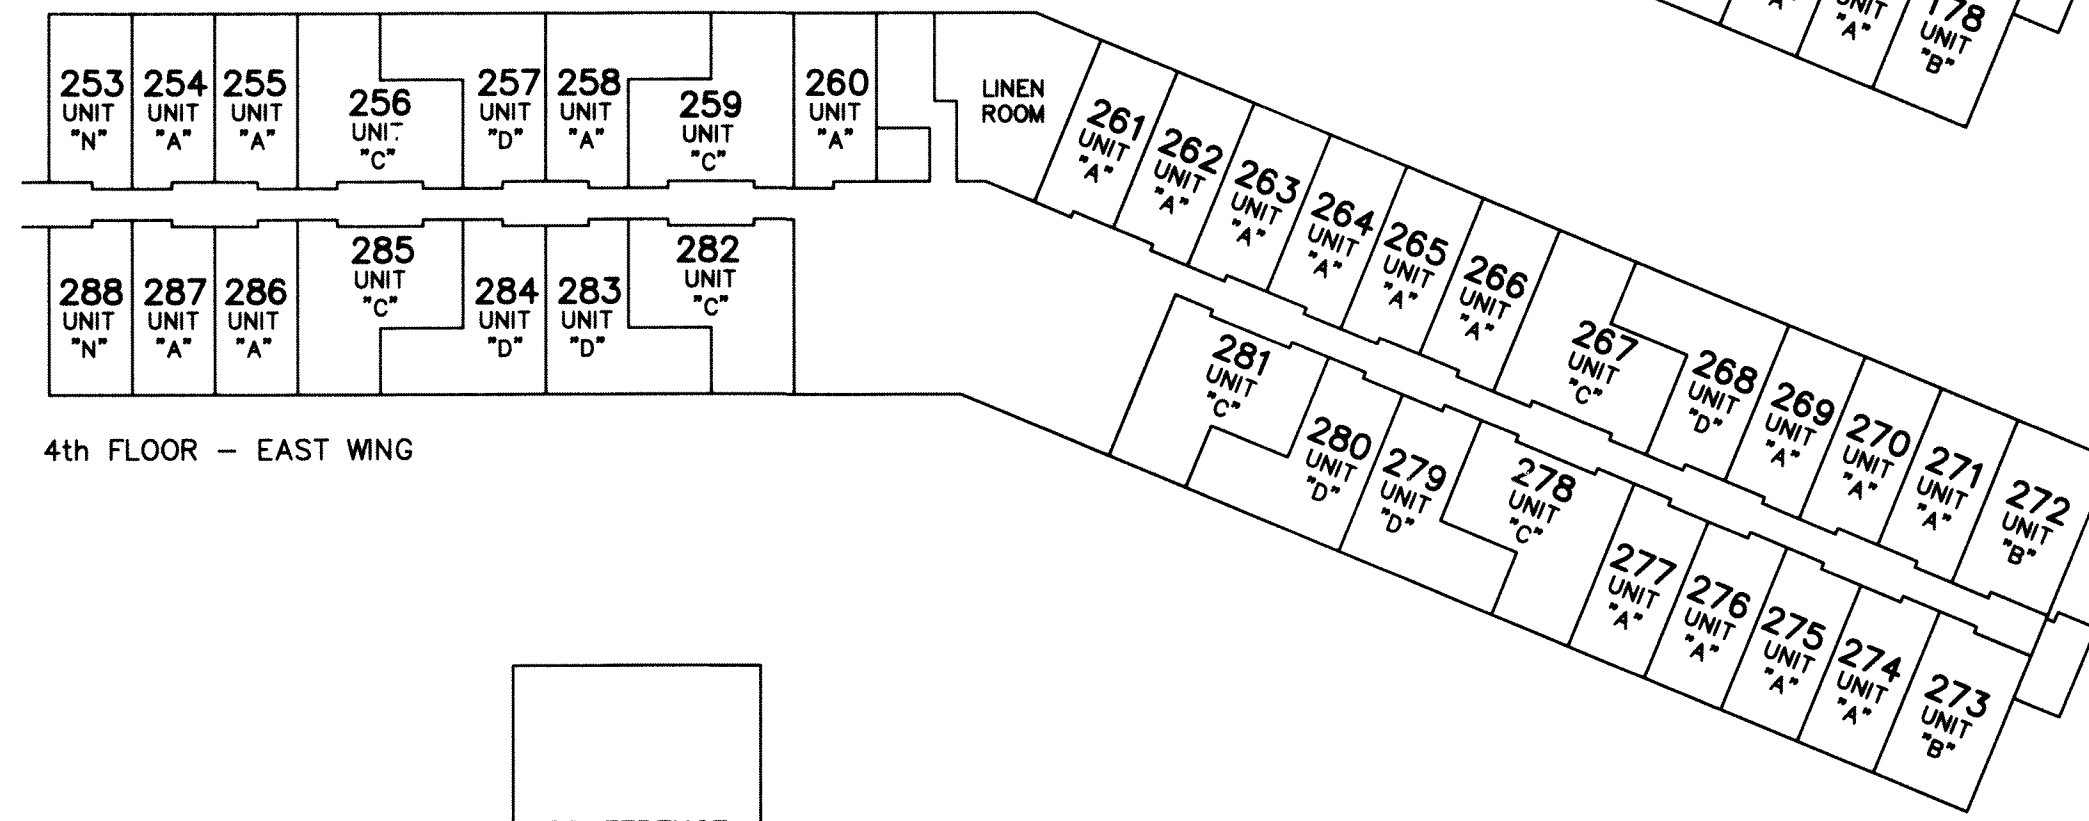 253
UNIT
"N"
254
UNIT
"A"
255
UNIT
"A"
256
UNIT
"C"
257
UNIT
"D"
258
UNIT
"A"
259
UNIT
"C"
260
UNIT
"A"
LINEN
ROOM
261
UNIT
"A"
262
UNIT
"A"
263
UNIT
"A"
264
UNIT
"A"
265
UNIT
"A"
266
UNIT
"A"
267
UNIT
"C"
268
UNIT
"D"
269
UNIT
"A"
270
UNIT
"A"
271
UNIT
"A"
272
UNIT
"B"
"A"
UNIT
"A"
178
UNIT
"B"
288
UNIT
"N"
287
UNIT
"A"
286
UNIT
"A"
285
UNIT
"C"
284
UNIT
"D"
283
UNIT
"D"
282
UNIT
"C"
281
UNIT
"C"
280
UNIT
"D"
279
UNIT
"D"
278
UNIT
"C"
277
UNIT
"A"
276
UNIT
"A"
275
UNIT
"A"
274
UNIT
"A"
273
UNIT
"B"
4th FLOOR – EAST WING